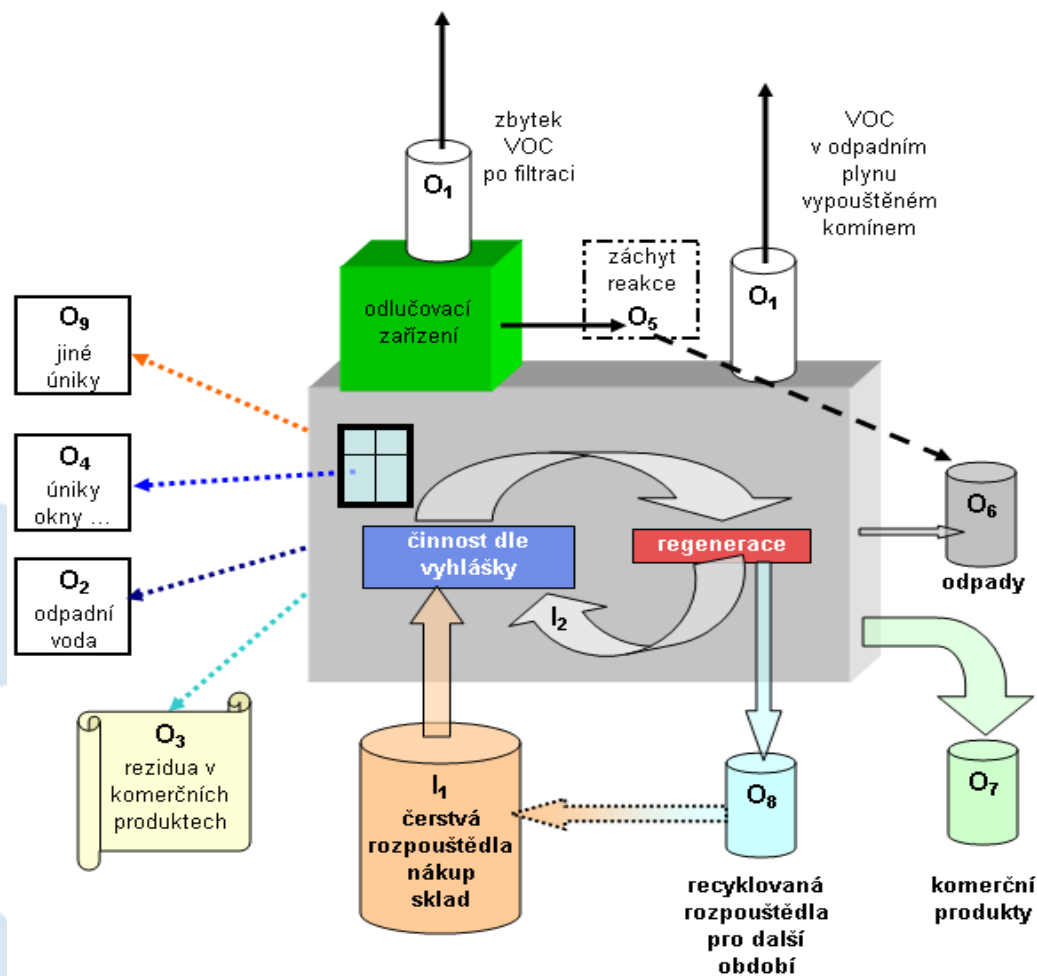 zbytek
VOC
po filtraci
O₁
VOC
v odpadním
plynu
vypouštěném
komínem
O₁
odlučovací
zařízení
záchyt
reakce
O₅
O₉
jiné
úniky
O₄
úniky
okny ...
O₂
odpadní
voda
činnost dle
vyhlášky
regenerace
I₂
O₆
odpady
O₃
rezidua v
komerčních
produktech
I₁
čerstvá
rozpouštědla
nákup
sklad
O₈
recyklovaná
rozpouštědla
pro další
období
O₇
komerční
produkty